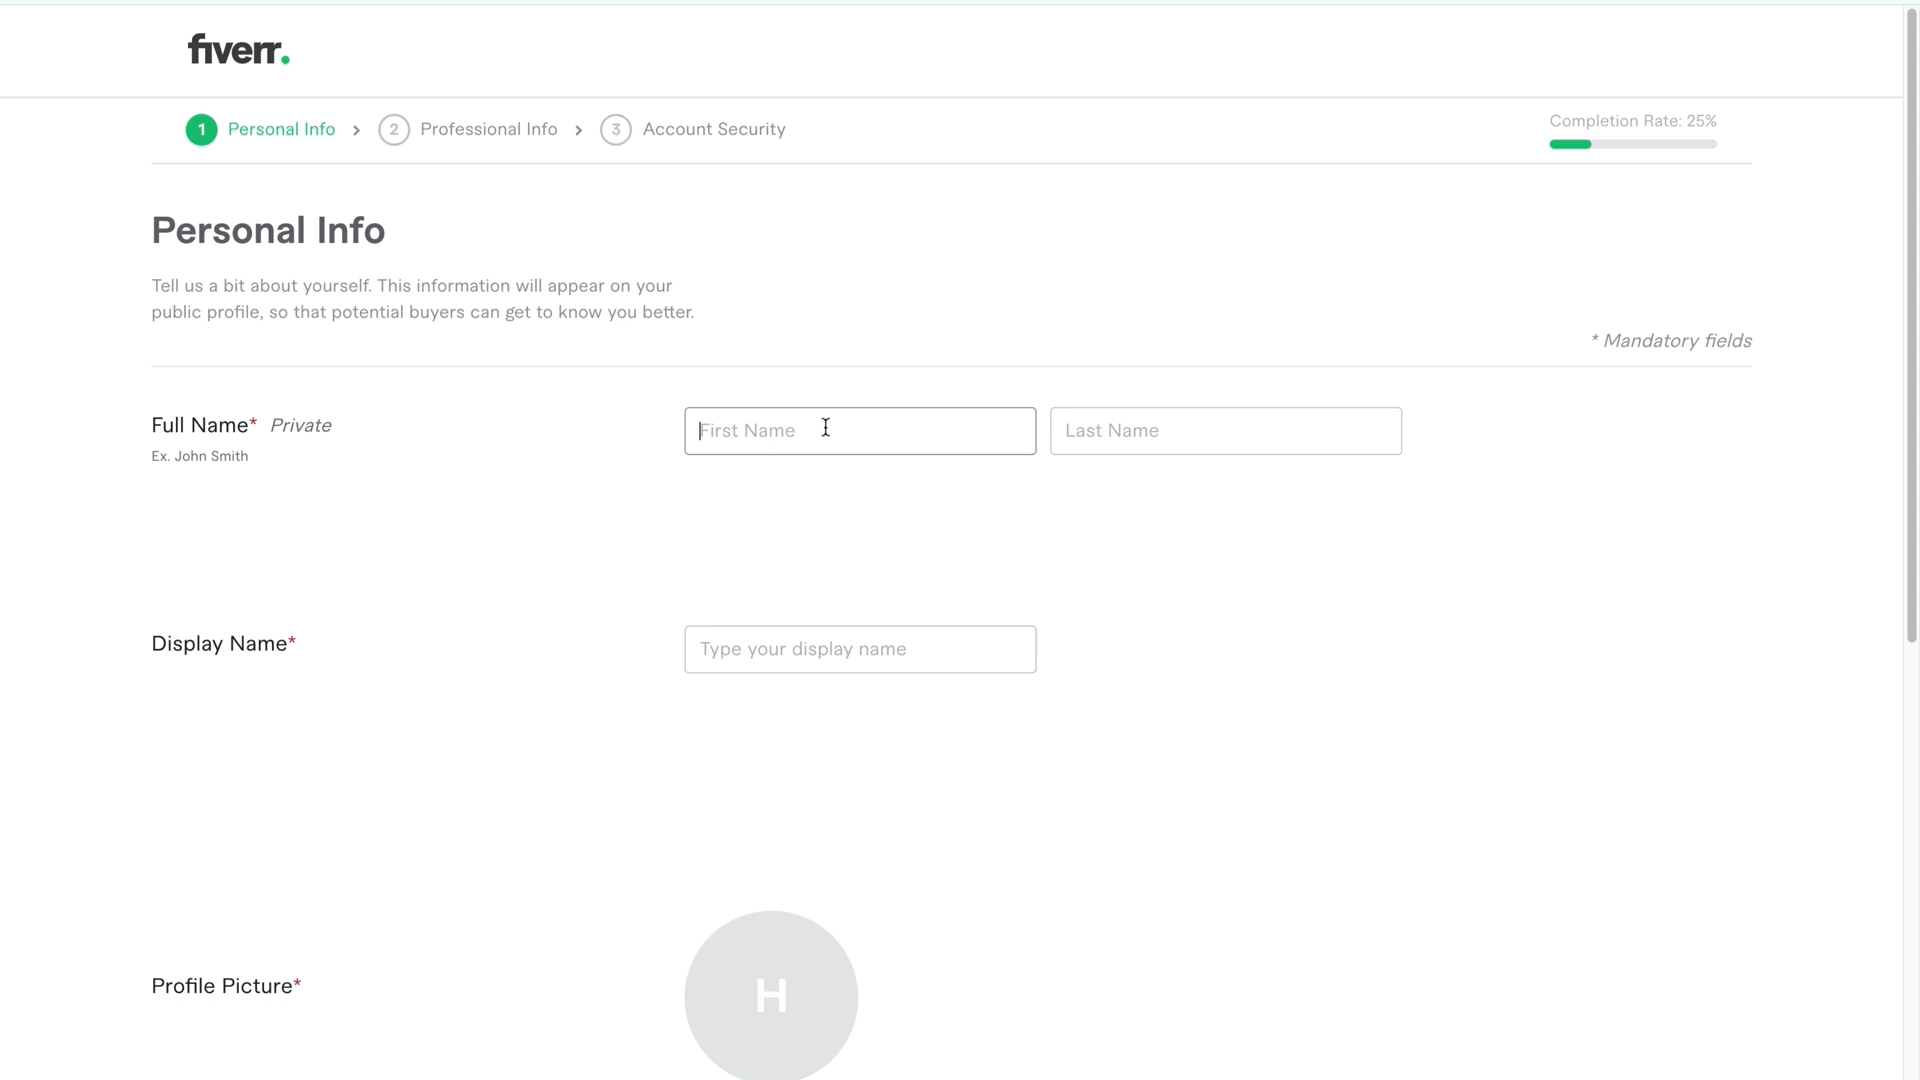 fiverr.
1 Personal Info > 2 Professional Info > 3 Account Security
Completion Rate: 25%
Personal Info
Tell us a bit about yourself. This information will appear on your
public profile, so that potential buyers can get to know you better.
* Mandatory fields
Full Name* Private
Ex. John Smith
First Name
Last Name
Display Name*
Type your display name
Profile Picture*
H